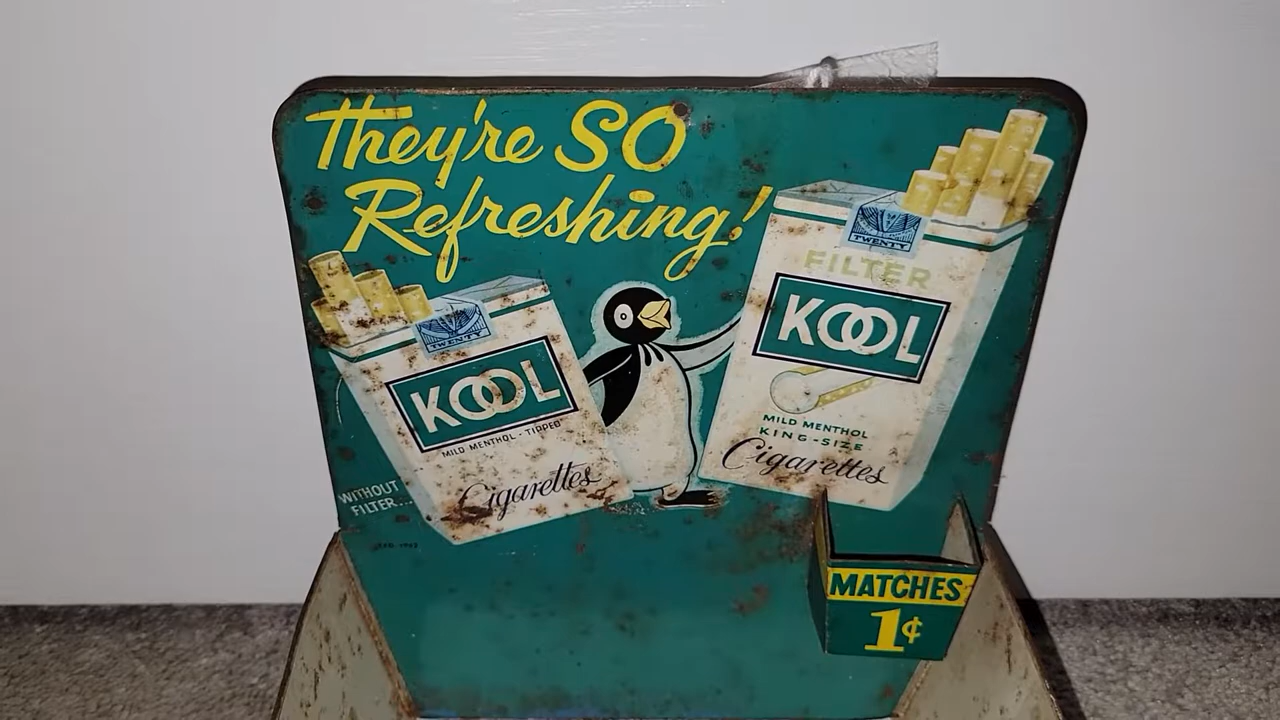 They're SO
Refreshing!
TWENTY
FILTER
KOOL
MILD MENTHOL
KING-SIZE
Cigarettes
TWENTY
KOOL
MILD MENTHOL-TIPPED
Cigarettes
WITHOUT
FILTER...
MATCHES
1¢